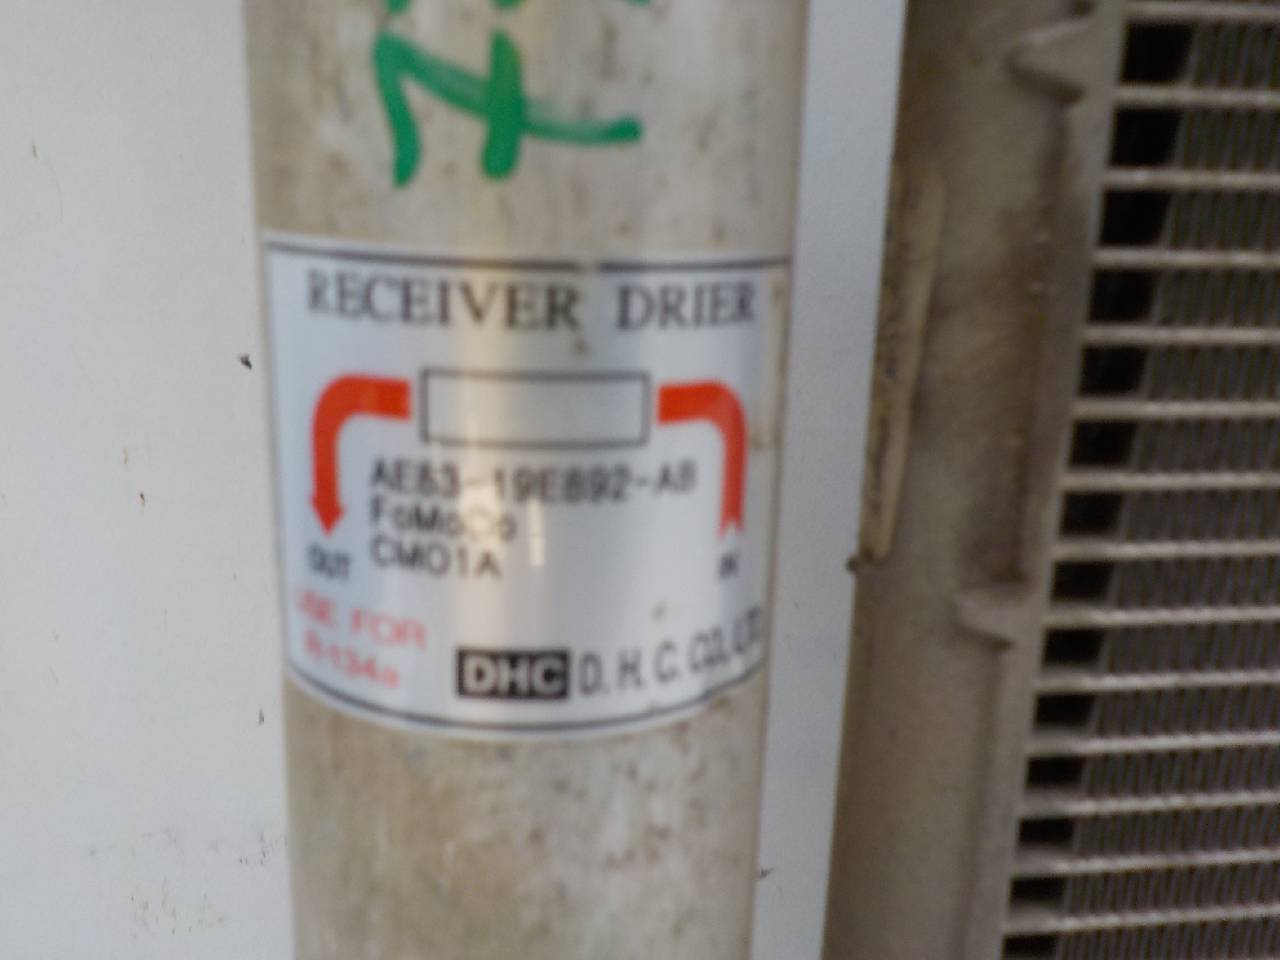 RECEIVER DRIER
AE83-19E892-AB
FoMoCo
CM01A
OUT
IN
USE FOR
R-134a
DHC D. H. C. CO., LTD